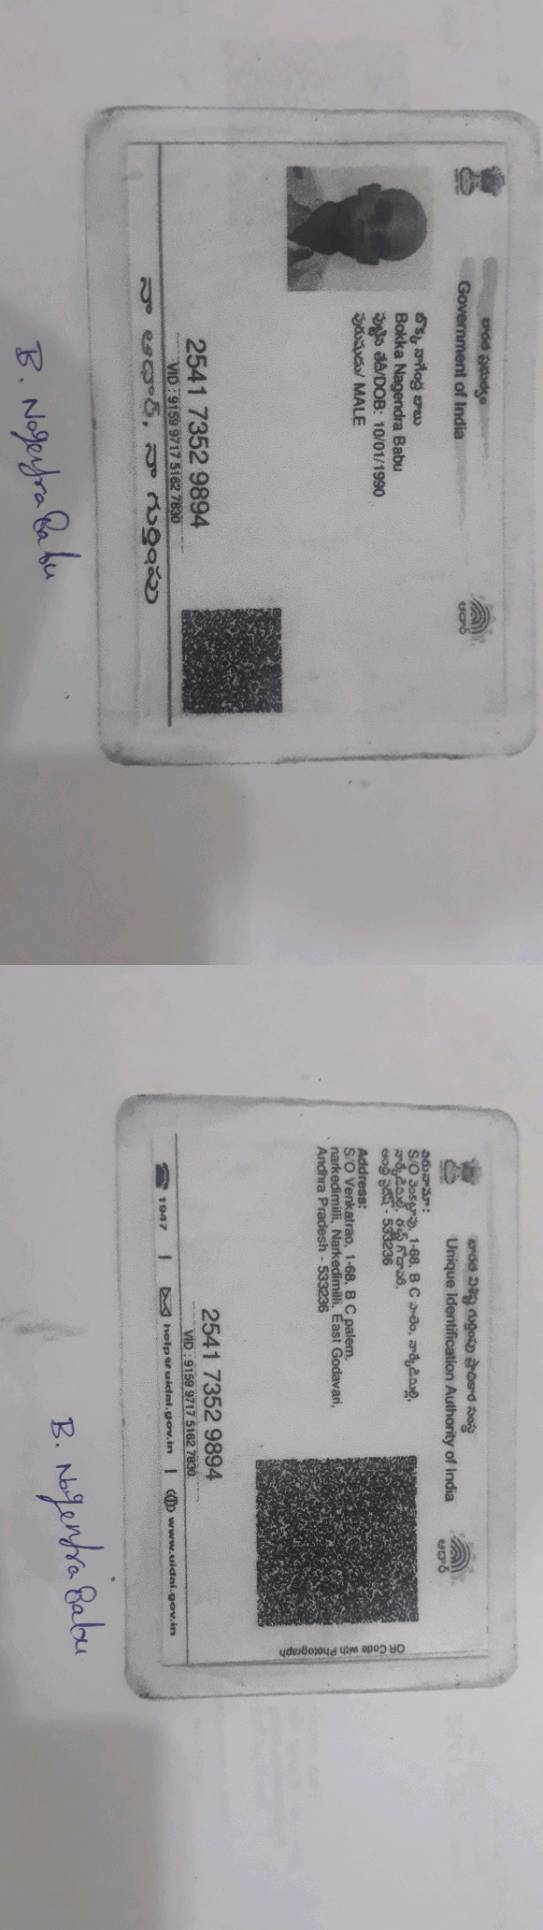 భారత ప్రభుత్వం
Government of India
ఆధార్
బొక్క నాగేంద్ర బాబు
Bokka Nagendra Babu
పుట్టిన తేదీ/DOB: 10/01/1990
పురుషుడు/ MALE
2541 7352 9894
VID : 9159 9717 5162 7830
నా ఆధార్, నా గుర్తింపు
B. Nagendra Babu
భారత విశిష్ట గుర్తింపు ప్రాధికార సంస్థ
Unique Identification Authority of India
ఆధార్
చిరునామా :
S/O వెంకట్రావు, 1-68, B C పాలెం, నార్కెడిమిల్లి,
నార్కెడిమిల్లి, ఈస్ట్ గోదావరి,
ఆంధ్ర ప్రదేశ్ - 533236
Address:
S/O Venkatrao, 1-68, B C palem,
narkedimilli, Narkedimilli, East Godavari,
Andhra Pradesh - 533236
QR Code with Photograph
2541 7352 9894
VID : 9159 9717 5162 7830
1947 | help@uidai.gov.in | www.uidai.gov.in
B. Nagendra Babu